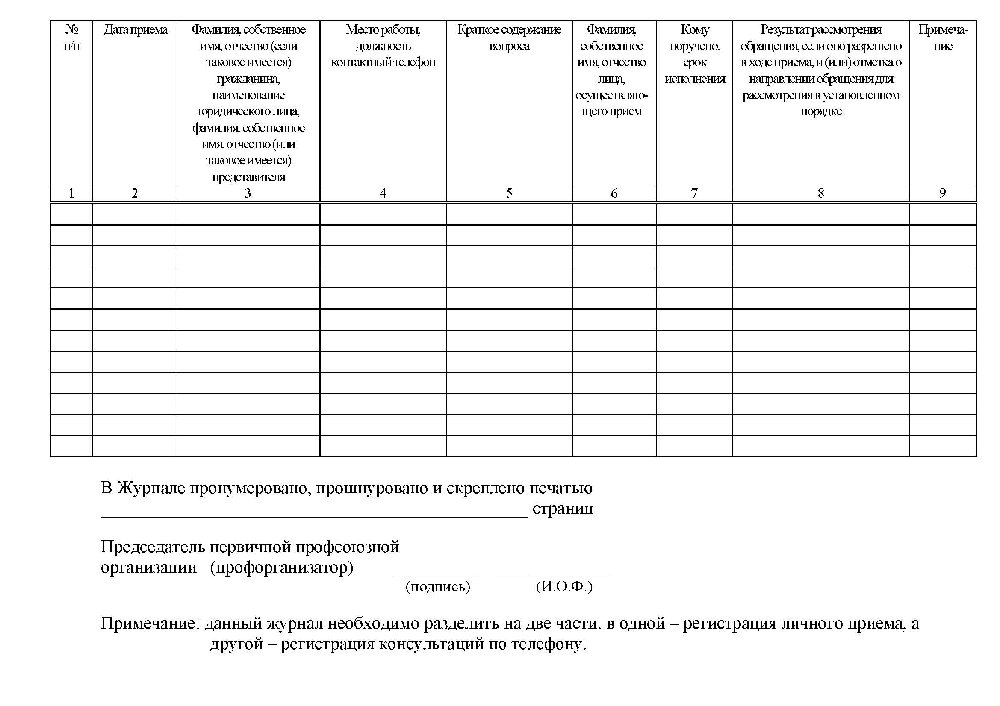 №
п/п
Дата приема
Фамилия, собственное
имя, отчество (если
таковое имеется)
гражданина,
наименование
юридического лица,
фамилия, собственное
имя, отчество (или
таковое имеется)
представителя
Место работы,
должность
контактный телефон
Краткое содержание
вопроса
Фамилия,
собственное
имя, отчество
лица,
осуществляю-
щего прием
Кому
поручено,
срок
исполнения
Результат рассмотрения
обращения, если оно разрешено
в ходе приема, и (или) отметка о
направлении обращения для
рассмотрения в установленном
порядке
Примеча-
ние
1 2 3 4 5 6 7 8 9
В Журнале пронумеровано, прошнуровано и скреплено печатью
_______________________________________________ страниц
Председатель первичной профсоюзной
организации (профорганизатор) ___________ _______________
(подпись) (И.О.Ф.)
Примечание: данный журнал необходимо разделить на две части, в одной – регистрация личного приема, а
другой – регистрация консультаций по телефону.